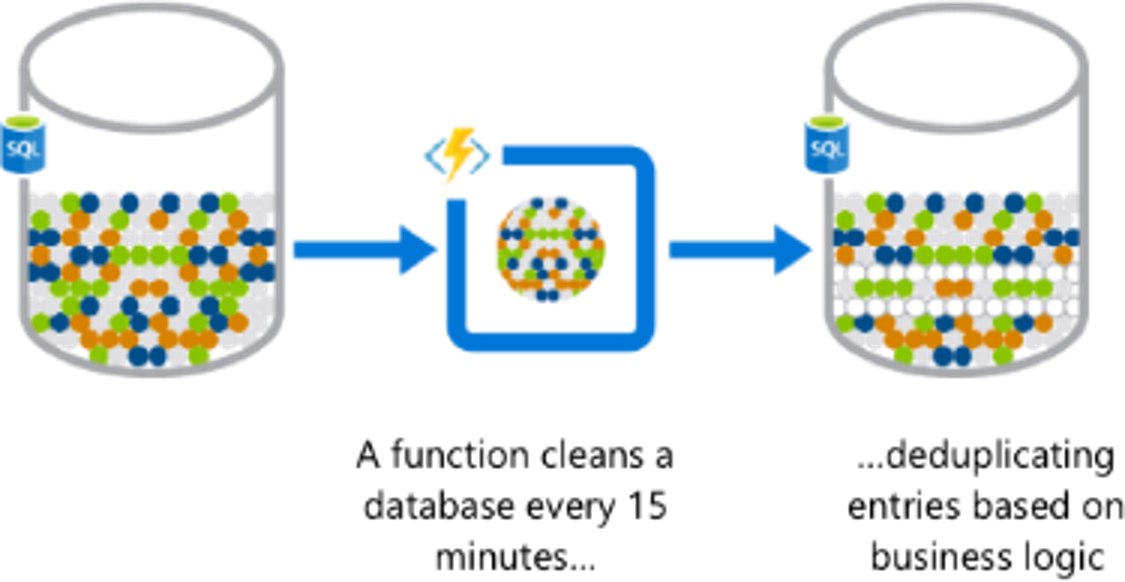 SQL
SQL
A function cleans a
database every 15
minutes...
...deduplicating
entries based on
business logic